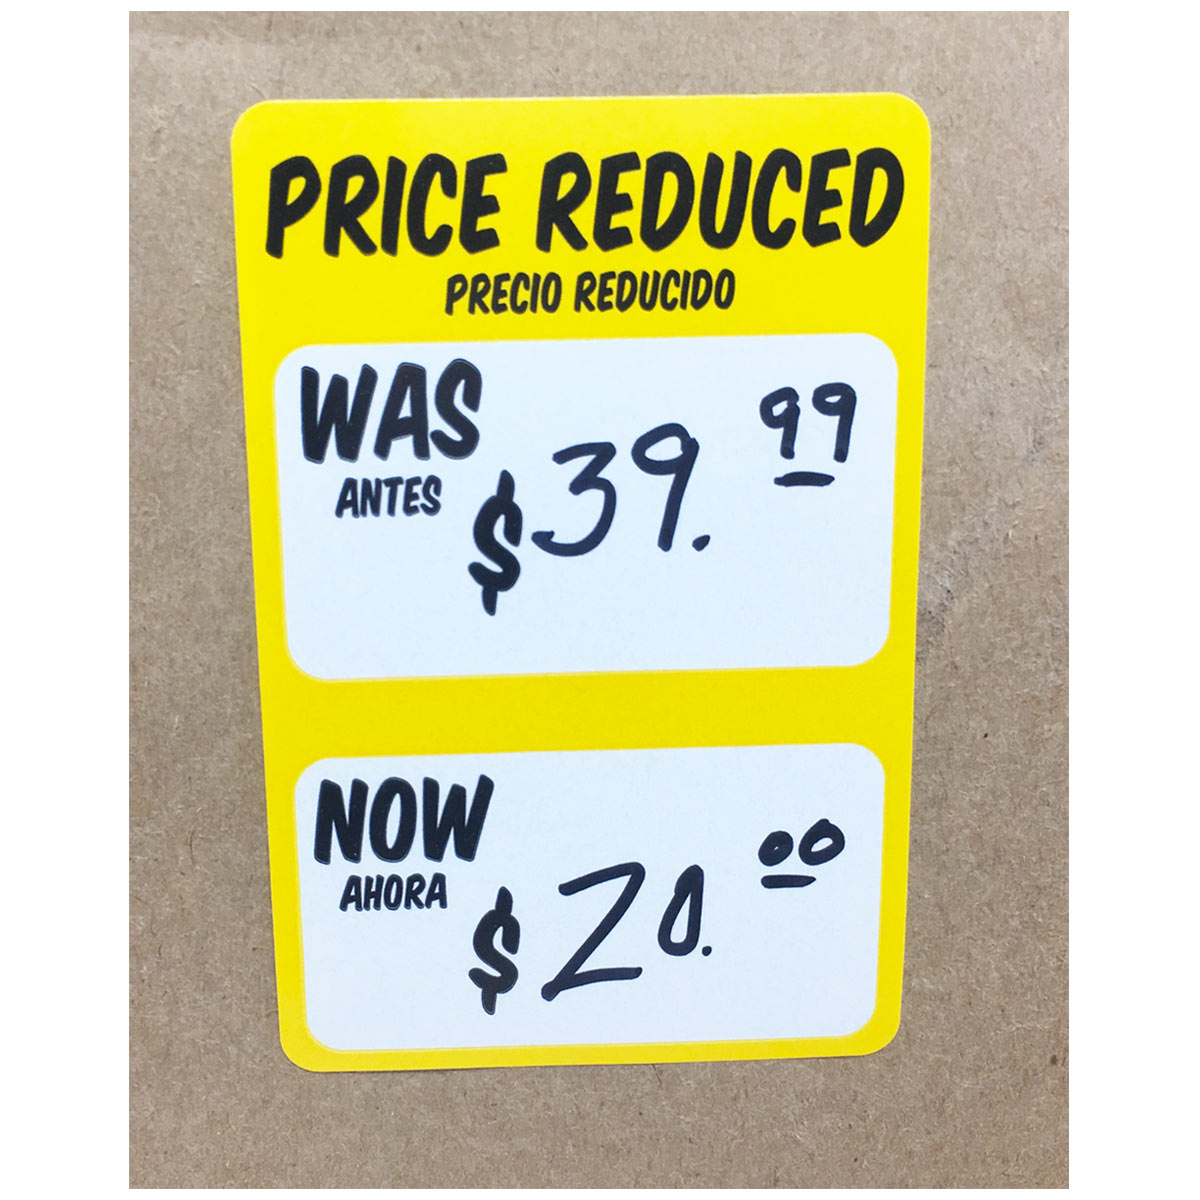 PRICE REDUCED
PRECIO REDUCIDO
WAS
ANTES
$39.99
NOW
AHORA
$20.00